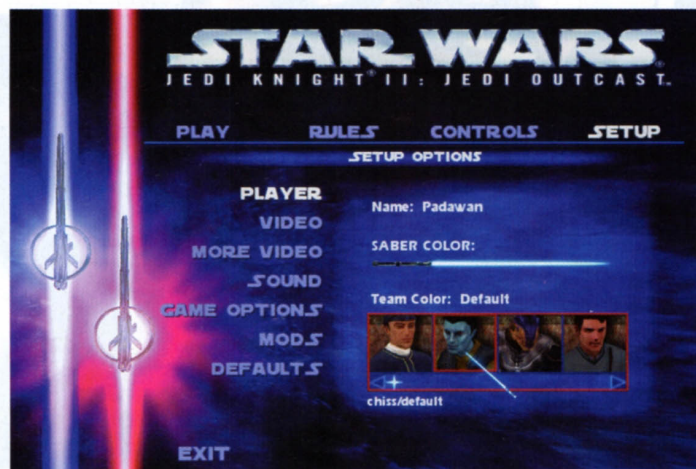 STAR WARS
JEDI KNIGHT® II: JEDI OUTCAST™
PLAY RULES CONTROLS SETUP
SETUP OPTIONS
PLAYER
VIDEO
MORE VIDEO
SOUND
GAME OPTIONS
MODS
DEFAULTS
Name: Padawan
SABER COLOR:
Team Color: Default
chiss/default
EXIT